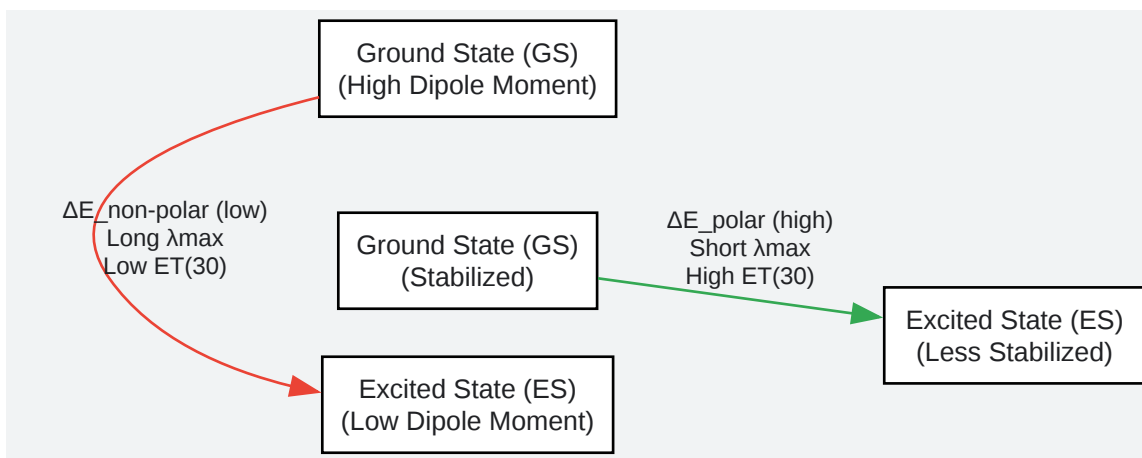 Ground State (GS)
(High Dipole Moment)
ΔE_non-polar (low)
Long λmax
Low ET(30)
Ground State (GS)
(Stabilized)
ΔE_polar (high)
Short λmax
High ET(30)
Excited State (ES)
(Less Stabilized)
Excited State (ES)
(Low Dipole Moment)